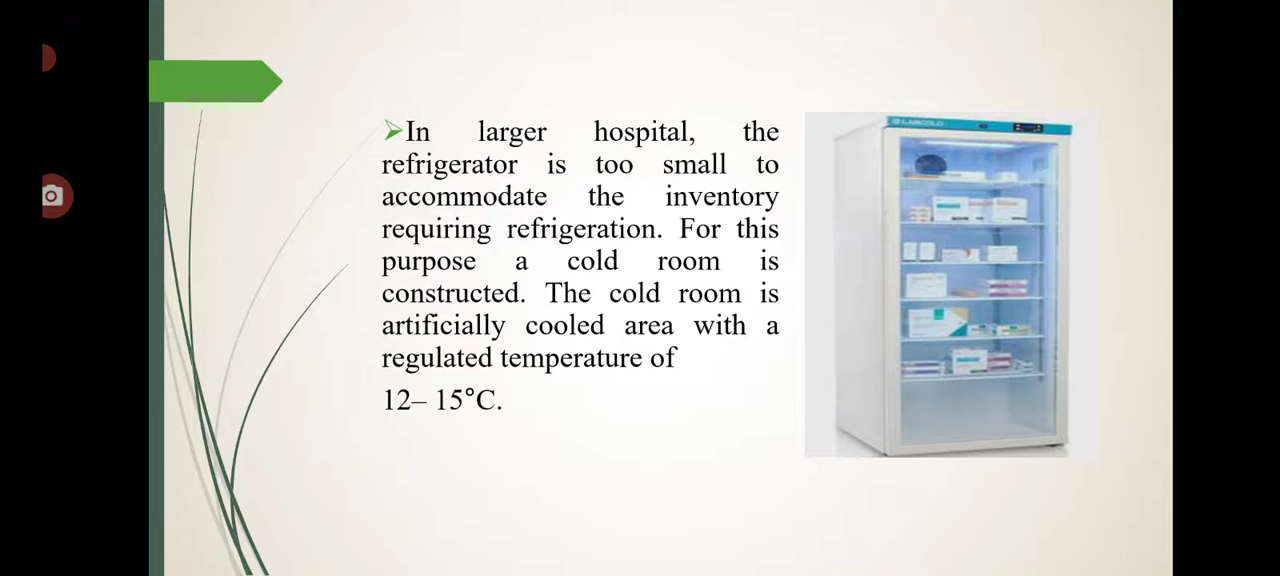 ➢In larger hospital, the
refrigerator is too small to
accommodate the inventory
requiring refrigeration. For this
purpose a cold room is
constructed. The cold room is
artificially cooled area with a
regulated temperature of
12– 15°C.
LABCOLD